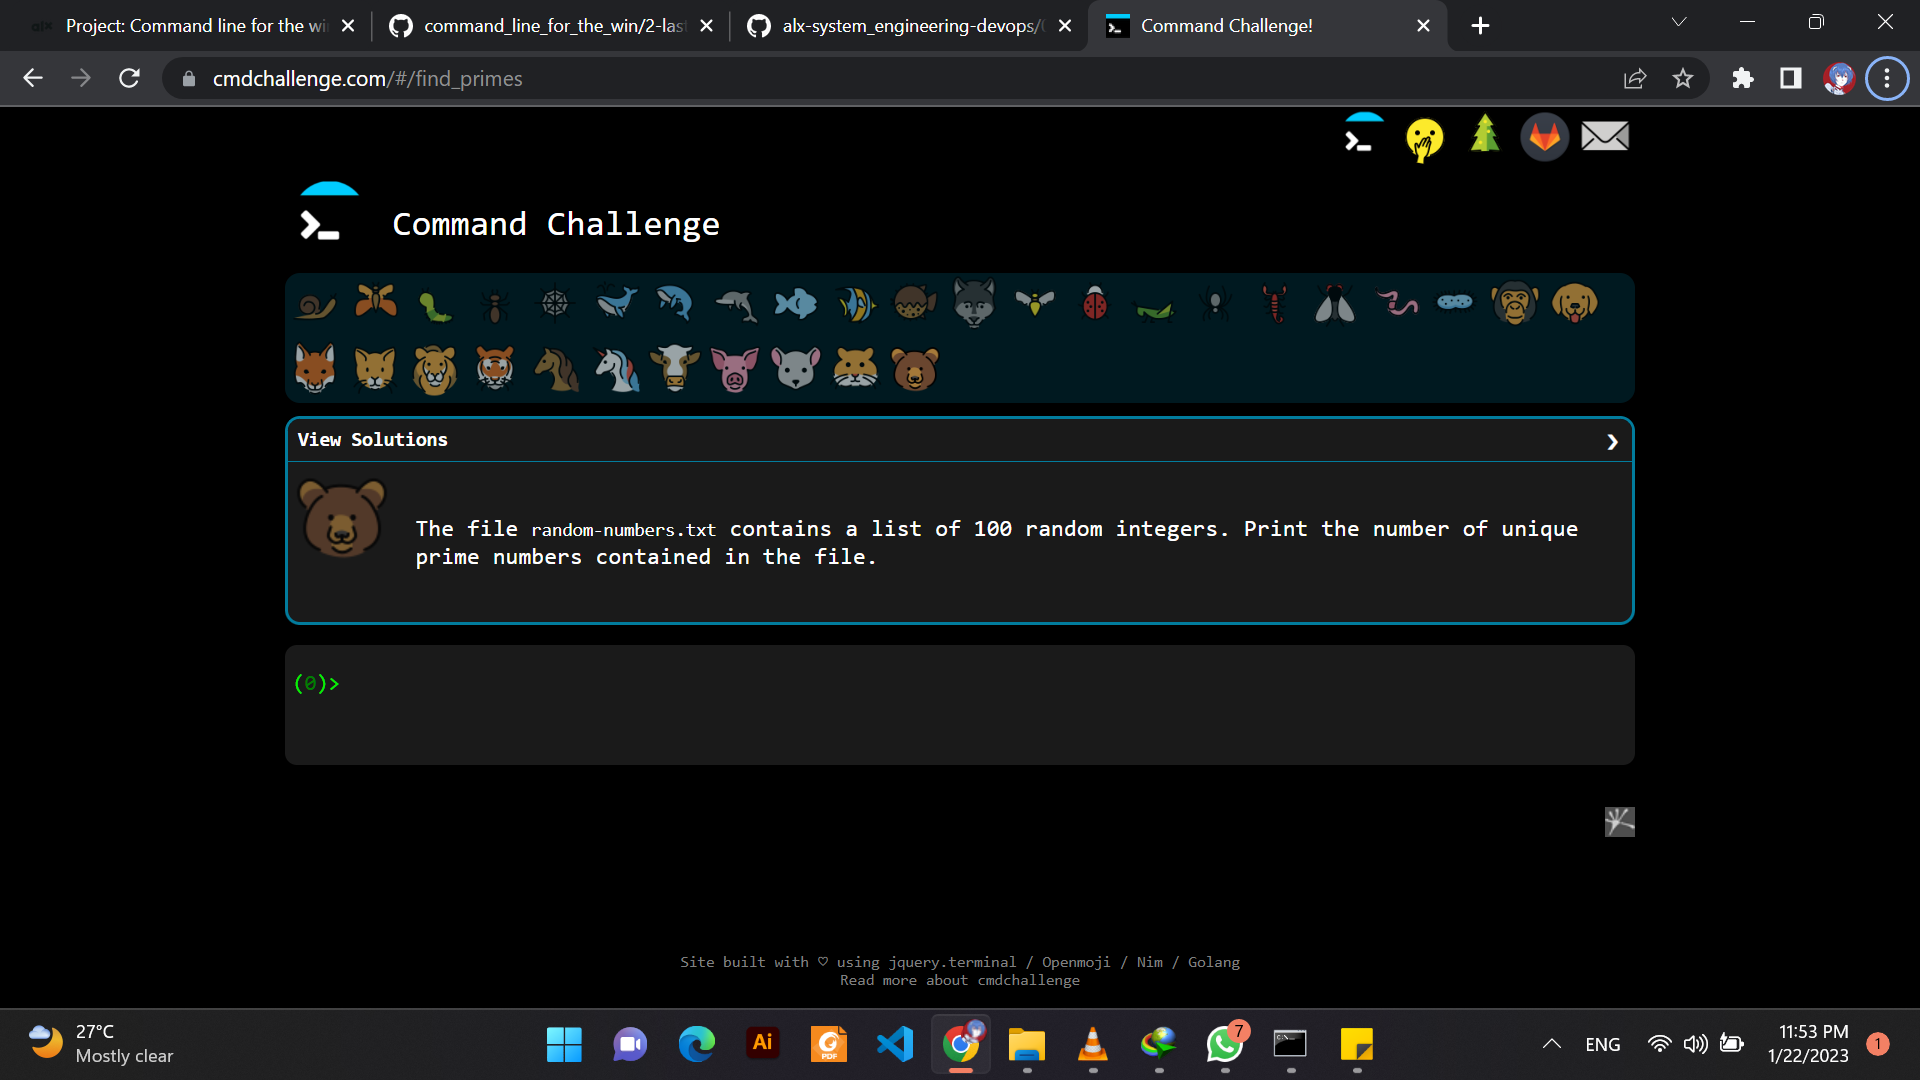 Project: Command line for the wi
command_line_for_the_win/2-las
alx-system_engineering-devops/
Command Challenge!
cmdchallenge.com/#/find_primes
Command Challenge
View Solutions
The file random-numbers.txt contains a list of 100 random integers. Print the number of unique
prime numbers contained in the file.
(0)>
Site built with ♡ using jquery.terminal / Openmoji / Nim / Golang
Read more about cmdchallenge
27°C
Mostly clear
Ai
PDF
7
ENG
11:53 PM
1/22/2023
1